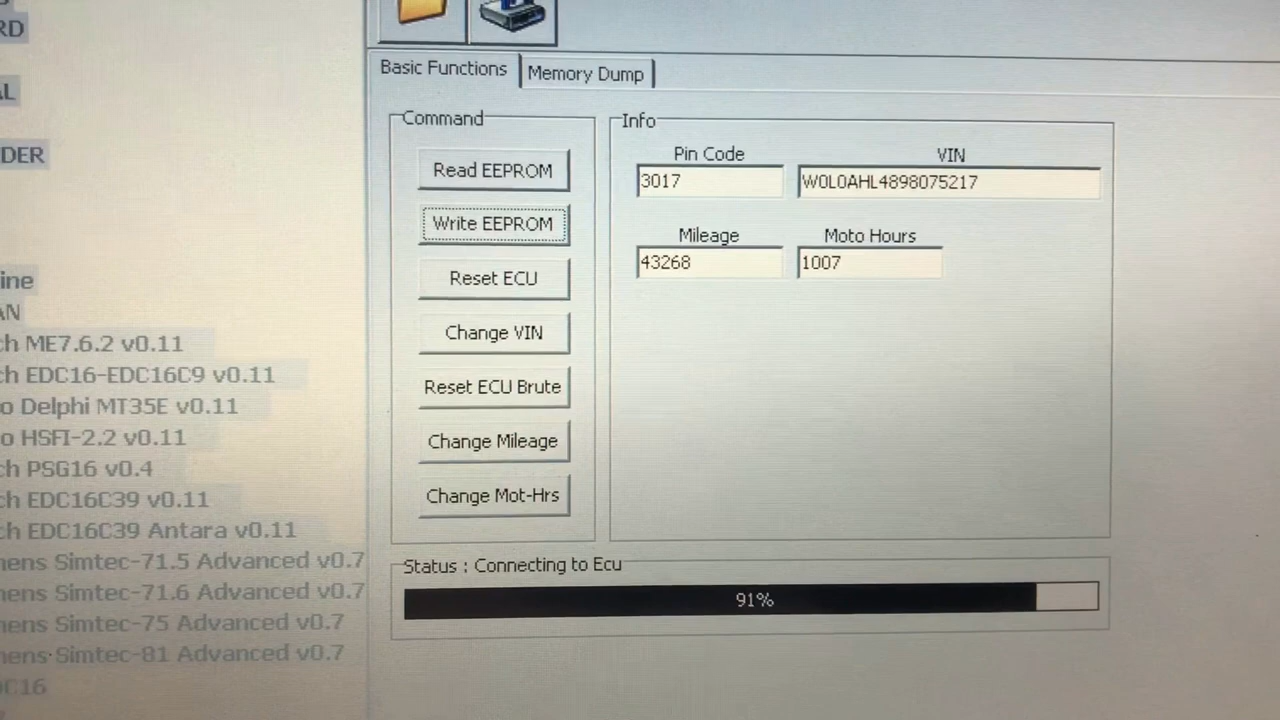 RD
AL
DER
ine
AN
ch ME7.6.2 v0.11
ch EDC16-EDC16C9 v0.11
o Delphi MT35E v0.11
o HSFI-2.2 v0.11
ch PSG16 v0.4
ch EDC16C39 v0.11
ch EDC16C39 Antara v0.11
mens Simtec-71.5 Advanced v0.7
mens Simtec-71.6 Advanced v0.7
mens Simtec-75 Advanced v0.7
mens Simtec-81 Advanced v0.7
DC16
Basic Functions
Memory Dump
Command
Read EEPROM
Write EEPROM
Reset ECU
Change VIN
Reset ECU Brute
Change Mileage
Change Mot-Hrs
Info
Pin Code
VIN
3017
W0L0AHL4898075217
Mileage
Moto Hours
43268
1007
Status : Connecting to Ecu
91%